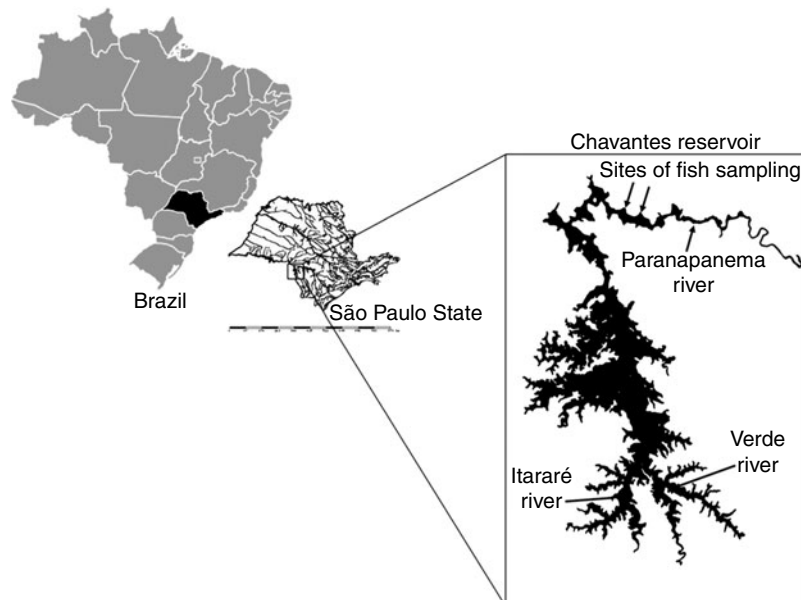 Chavantes reservoir
Sites of fish sampling
Paranapanema
river
Brazil
São Paulo State
Verde
river
Itararé
river